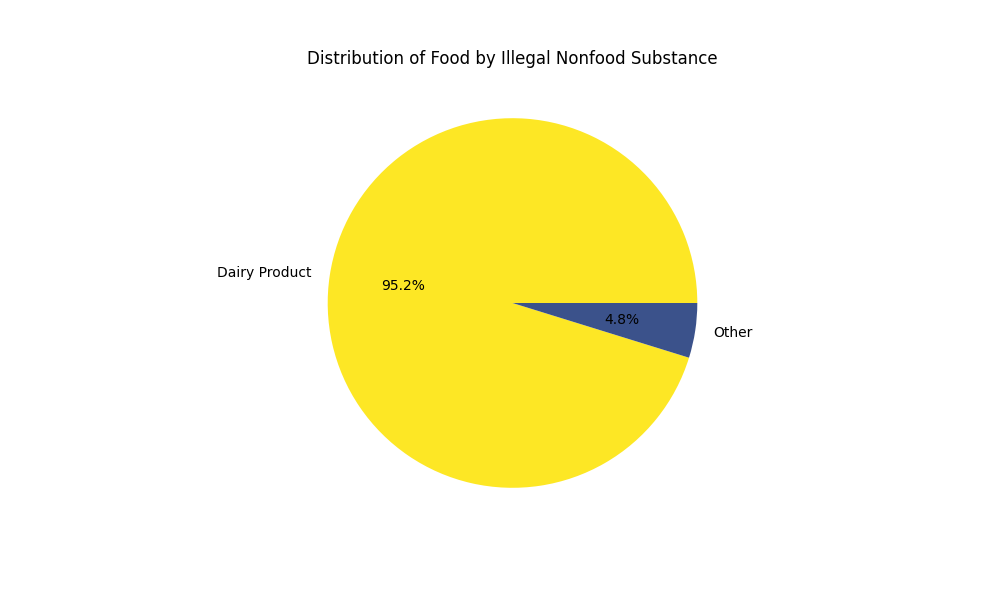 Distribution of Food by Illegal Nonfood Substance
Dairy Product
95.2%
4.8%
Other